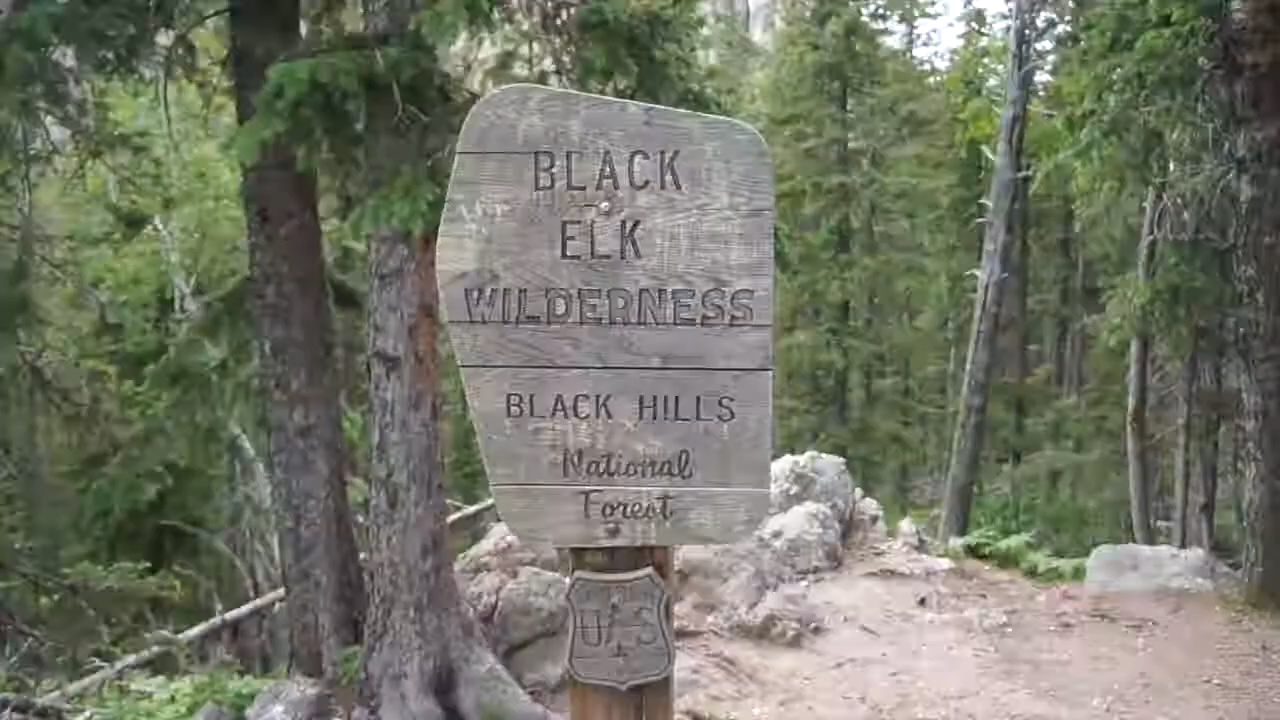 BLACK
ELK
WILDERNESS
BLACK HILLS
National
Forest
U S